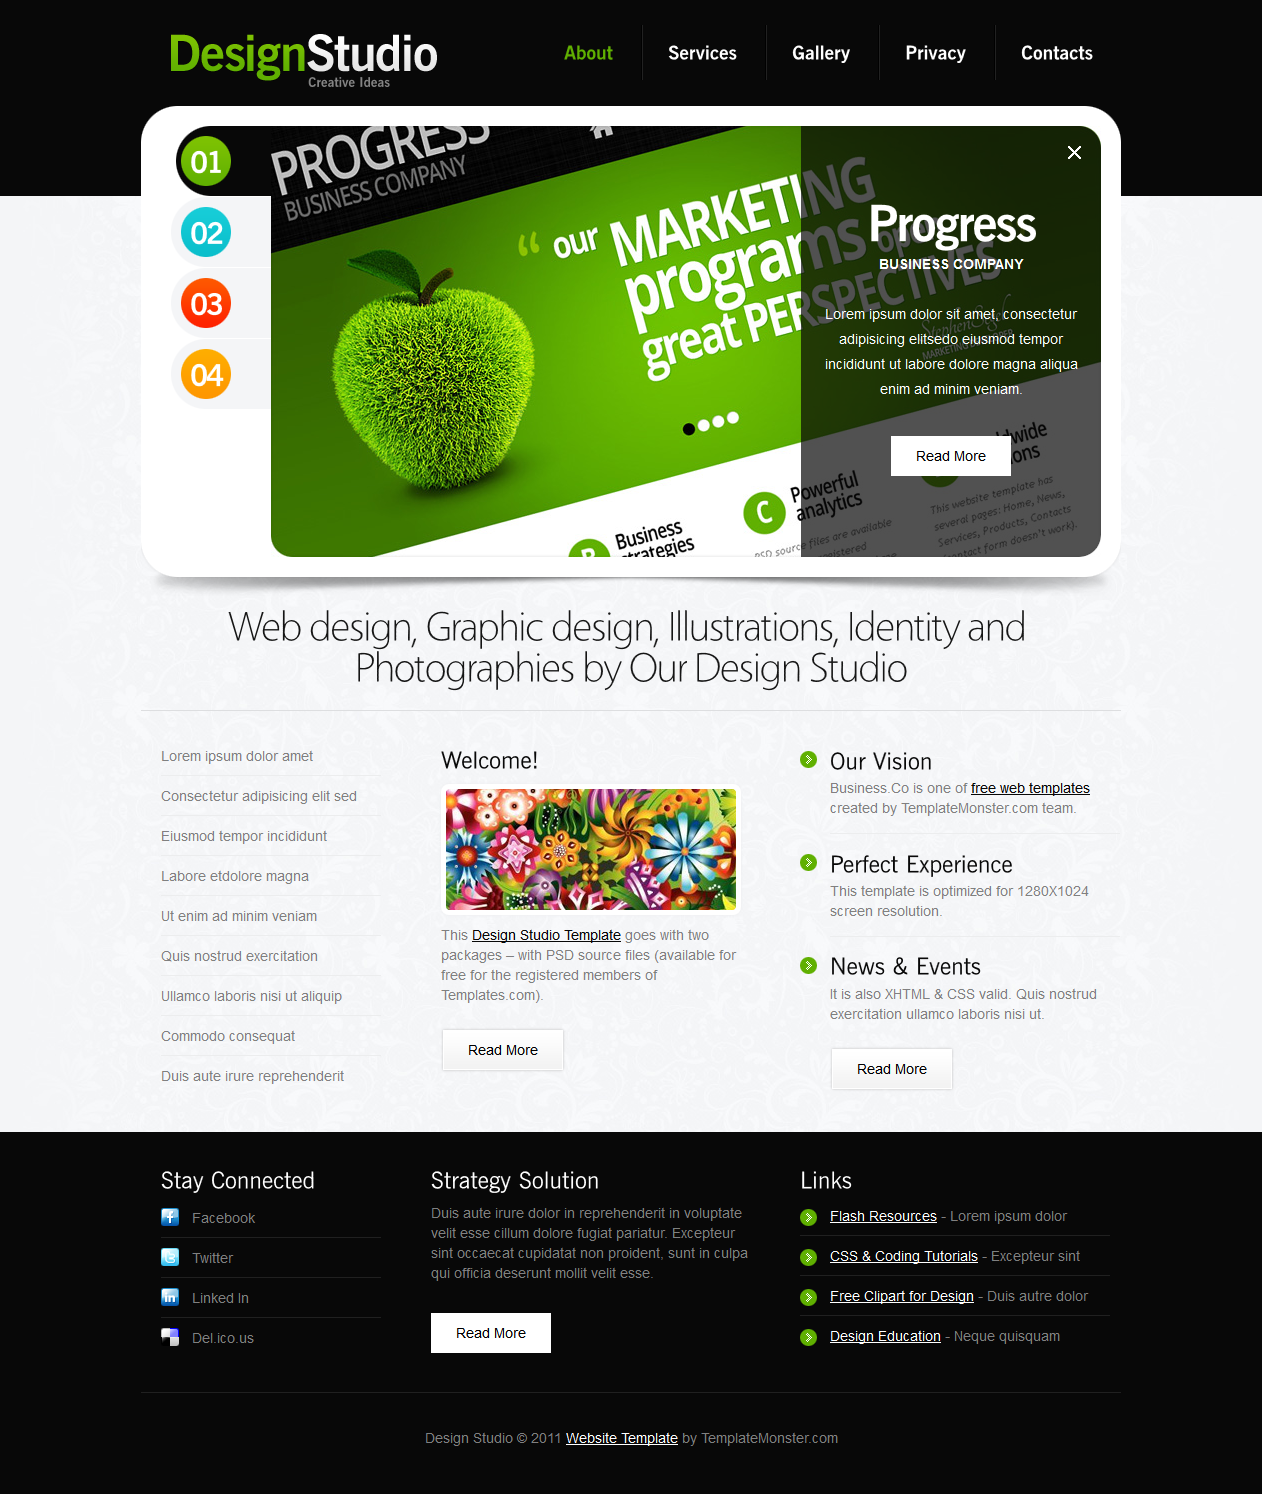 DesignStudio
Creative Ideas
About
Services
Gallery
Privacy
Contacts
01
02
03
04
PROGRESS
BUSINESS COMPANY
“ our MARKETING
programs open
great PERSPECTIVES
Business
strategies
C
Powerful
analytics
This website template has
several pages: Home, News,
Services, Products, Contacts
Progress
BUSINESS COMPANY
Lorem ipsum dolor sit amet, consectetur
adipisicing elitsedo eiusmod tempor
incididunt ut labore dolore magna aliqua
enim ad minim veniam.
Read More
Web design, Graphic design, Illustrations, Identity and
Photographies by Our Design Studio
Lorem ipsum dolor amet
Consectetur adipisicing elit sed
Eiusmod tempor incididunt
Labore etdolore magna
Ut enim ad minim veniam
Quis nostrud exercitation
Ullamco laboris nisi ut aliquip
Commodo consequat
Duis aute irure reprehenderit
Welcome!
This Design Studio Template goes with two
packages – with PSD source files (available for
free for the registered members of
Templates.com).
Read More
Our Vision
Business.Co is one of free web templates
created by TemplateMonster.com team.
Perfect Experience
This template is optimized for 1280X1024
screen resolution.
News & Events
It is also XHTML & CSS valid. Quis nostrud
exercitation ullamco laboris nisi ut.
Read More
Stay Connected
Facebook
Twitter
Linked In
Del.ico.us
Strategy Solution
Duis aute irure dolor in reprehenderit in voluptate
velit esse cillum dolore fugiat pariatur. Excepteur
sint occaecat cupidatat non proident, sunt in culpa
qui officia deserunt mollit velit esse.
Read More
Links
Flash Resources - Lorem ipsum dolor
CSS & Coding Tutorials - Excepteur sint
Free Clipart for Design - Duis autre dolor
Design Education - Neque quisquam
Design Studio © 2011 Website Template by TemplateMonster.com